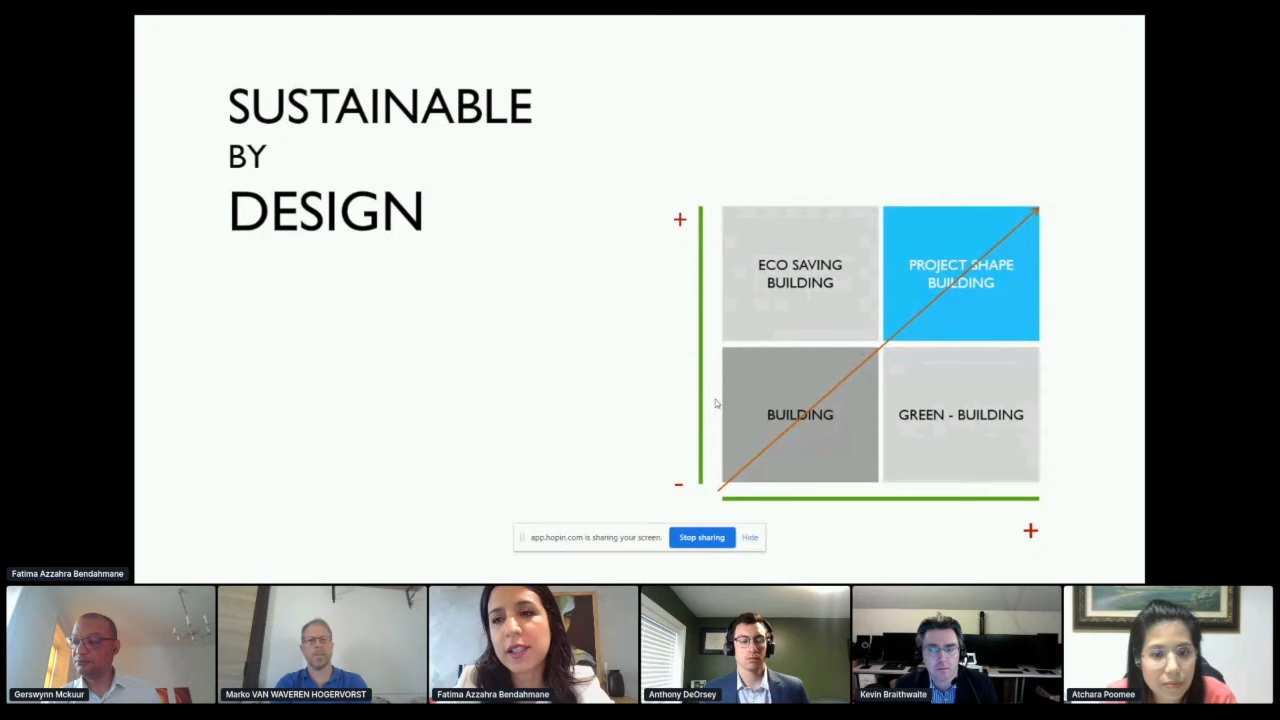 SUSTAINABLE
BY
DESIGN
+
ECO SAVING
BUILDING
PROJECT SHAPE
BUILDING
BUILDING
GREEN - BUILDING
-
+
app.hopin.com is sharing your screen.
Stop sharing
Hide
Fatima Azzahra Bendahmane
Gerswynn Mckuur
Marko VAN WAVEREN HOGERVORST
Fatima Azzahra Bendahmane
Anthony DeOrsey
Kevin Braithwaite
Atchara Poomee